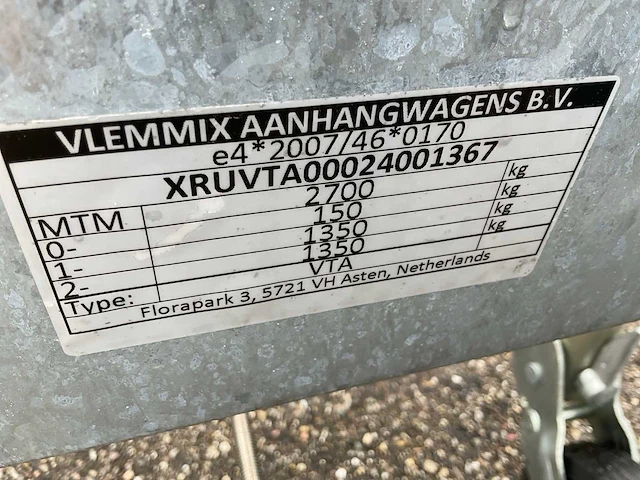 VLEMMIX AANHANGWAGENS B.V.
e4*2007/46*0170
XRUVTA00024001367
MTM 2700 kg
0- 150 kg
1- 1350 kg
2- 1350
Type: VTA
Florapark 3, 5721 VH Asten, Netherlands